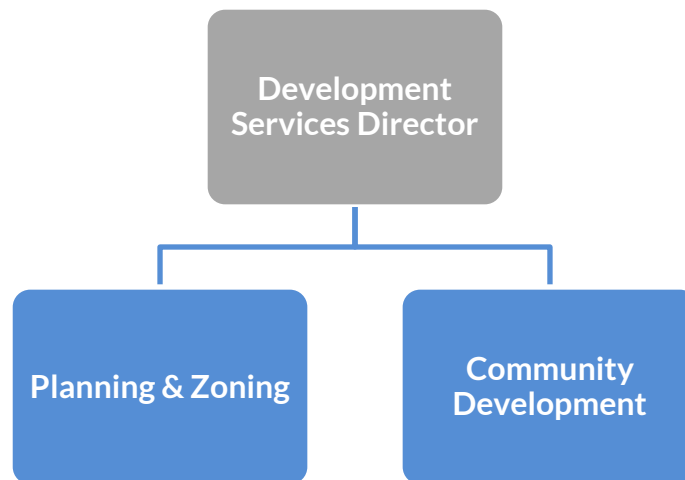 Development
Services Director
Planning & Zoning
Community
Development